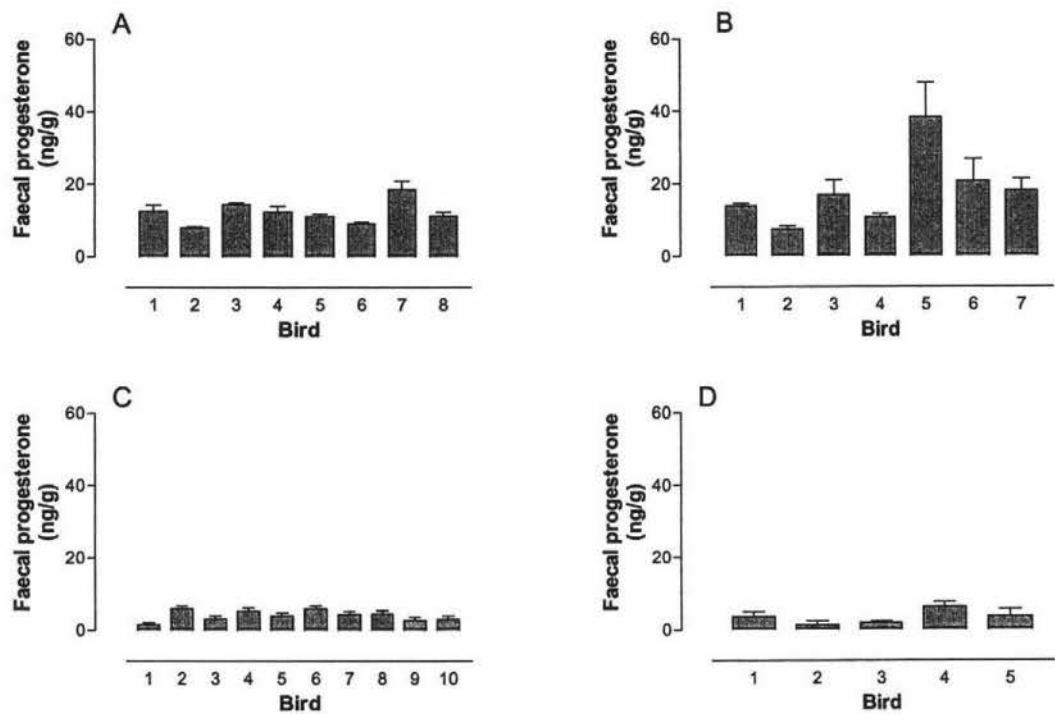 A
60
40
20
0
Faecal progesterone
(ng/g)
1 2 3 4 5 6 7 8
Bird
B
60
40
20
0
Faecal progesterone
(ng/g)
1 2 3 4 5 6 7
Bird
C
60
40
20
0
Faecal progesterone
(ng/g)
1 2 3 4 5 6 7 8 9 10
Bird
D
60
40
20
0
Faecal progesterone
(ng/g)
1 2 3 4 5
Bird